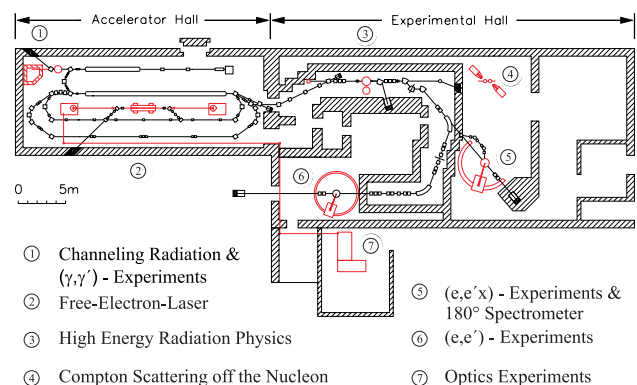 Accelerator Hall
Experimental Hall
1
3
4
5
2
6
7
0 5m
1 Channeling Radiation &
(γ,γ´) - Experiments
2 Free-Electron-Laser
3 High Energy Radiation Physics
4 Compton Scattering off the Nucleon
5 (e,e´x) - Experiments &
180° Spectrometer
6 (e,e´) - Experiments
7 Optics Experiments